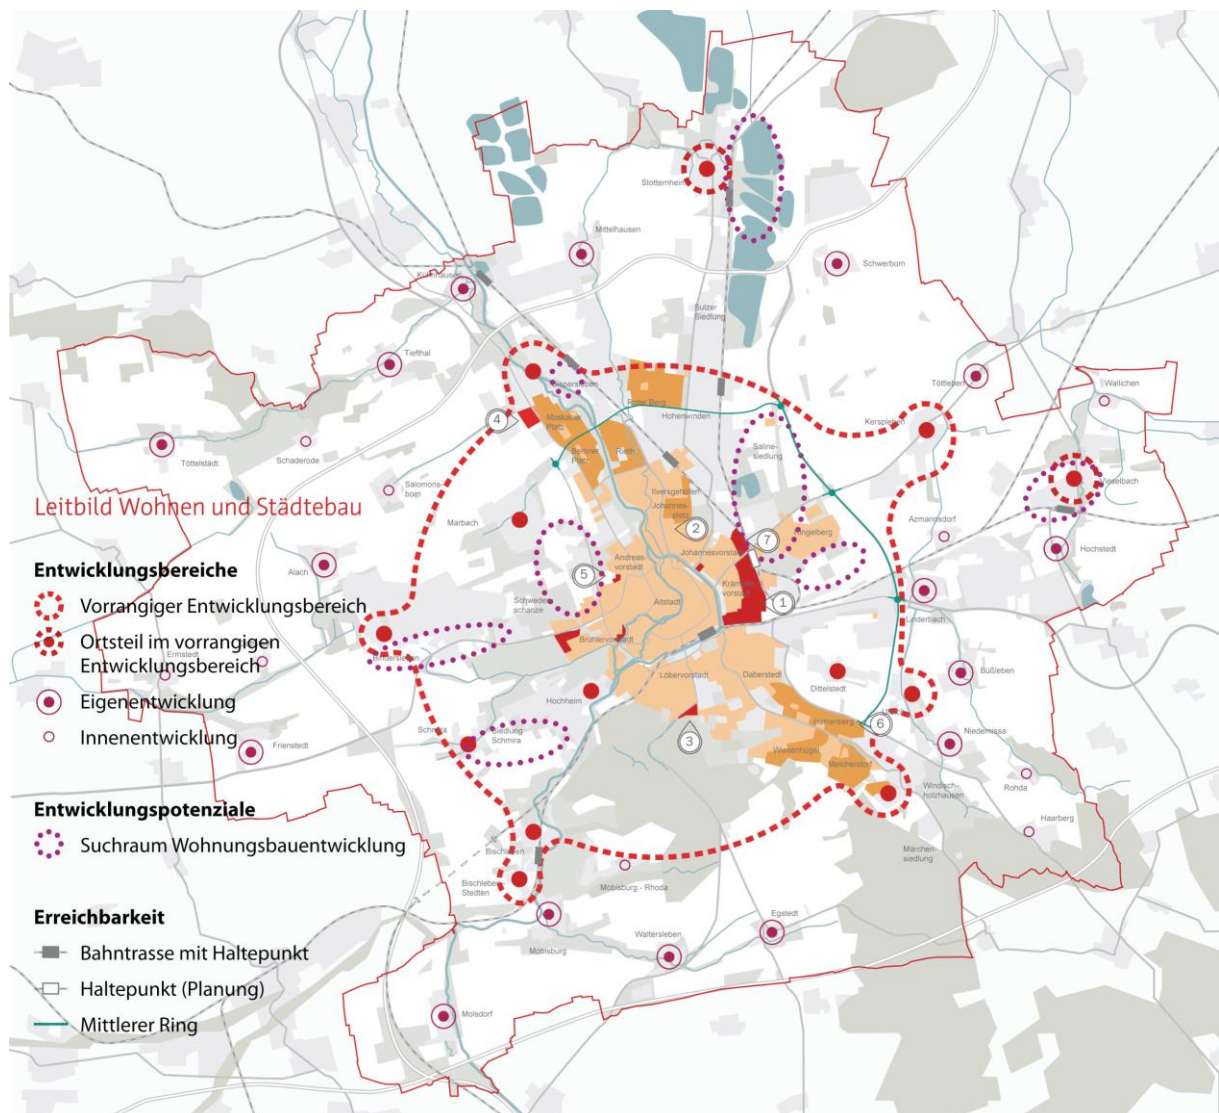 Stotternheim
Mittelhausen
Schwerborn
Kühnhausen
Sulzer
Siedlung
Tiefthal
Töttleben
Wallichen
Gispersleben
Roter Berg
Hohenwinden
Kerspleben
4
Moskauer
Platz
Berliner
Platz
Rieth
Saline-
siedlung
Töttelstädt
Schaderode
Salomons-
born
Vieselbach
Leitbild Wohnen und Städtebau
Ilversgehofen
Johannes-
platz
Marbach
2
7
Ringelberg
Azmannsdorf
Hochstedt
Entwicklungsbereiche
Alach
Andreas-
vorstadt
Johannesvorstadt
5
Vorrangiger Entwicklungsbereich
Altstadt
Krämpfer-
vorstadt
1
Linderbach
Ortsteil im vorrangigen
Entwicklungsbereich
Ermstedt
Bindersleben
Brühlervorstadt
Löbervorstadt
Daberstedt
Dittelstedt
Büßleben
Eigenentwicklung
Hochheim
Innenentwicklung
Frienstedt
Schmira
Siedlung
Schmira
3
Herrenberg
6
Niedernissa
Wiesenhügel
Melchendorf
Windisch-
holzhausen
Rohda
Haarberg
Entwicklungspotenziale
Suchraum Wohnungsbauentwicklung
Bischleben
Märchen-
siedlung
Bischleben-
Stedten
Möbisburg - Rhoda
Erreichbarkeit
Egstedt
Waltersleben
Möbisburg
Bahntrasse mit Haltepunkt
Haltepunkt (Planung)
Molsdorf
Mittlerer Ring